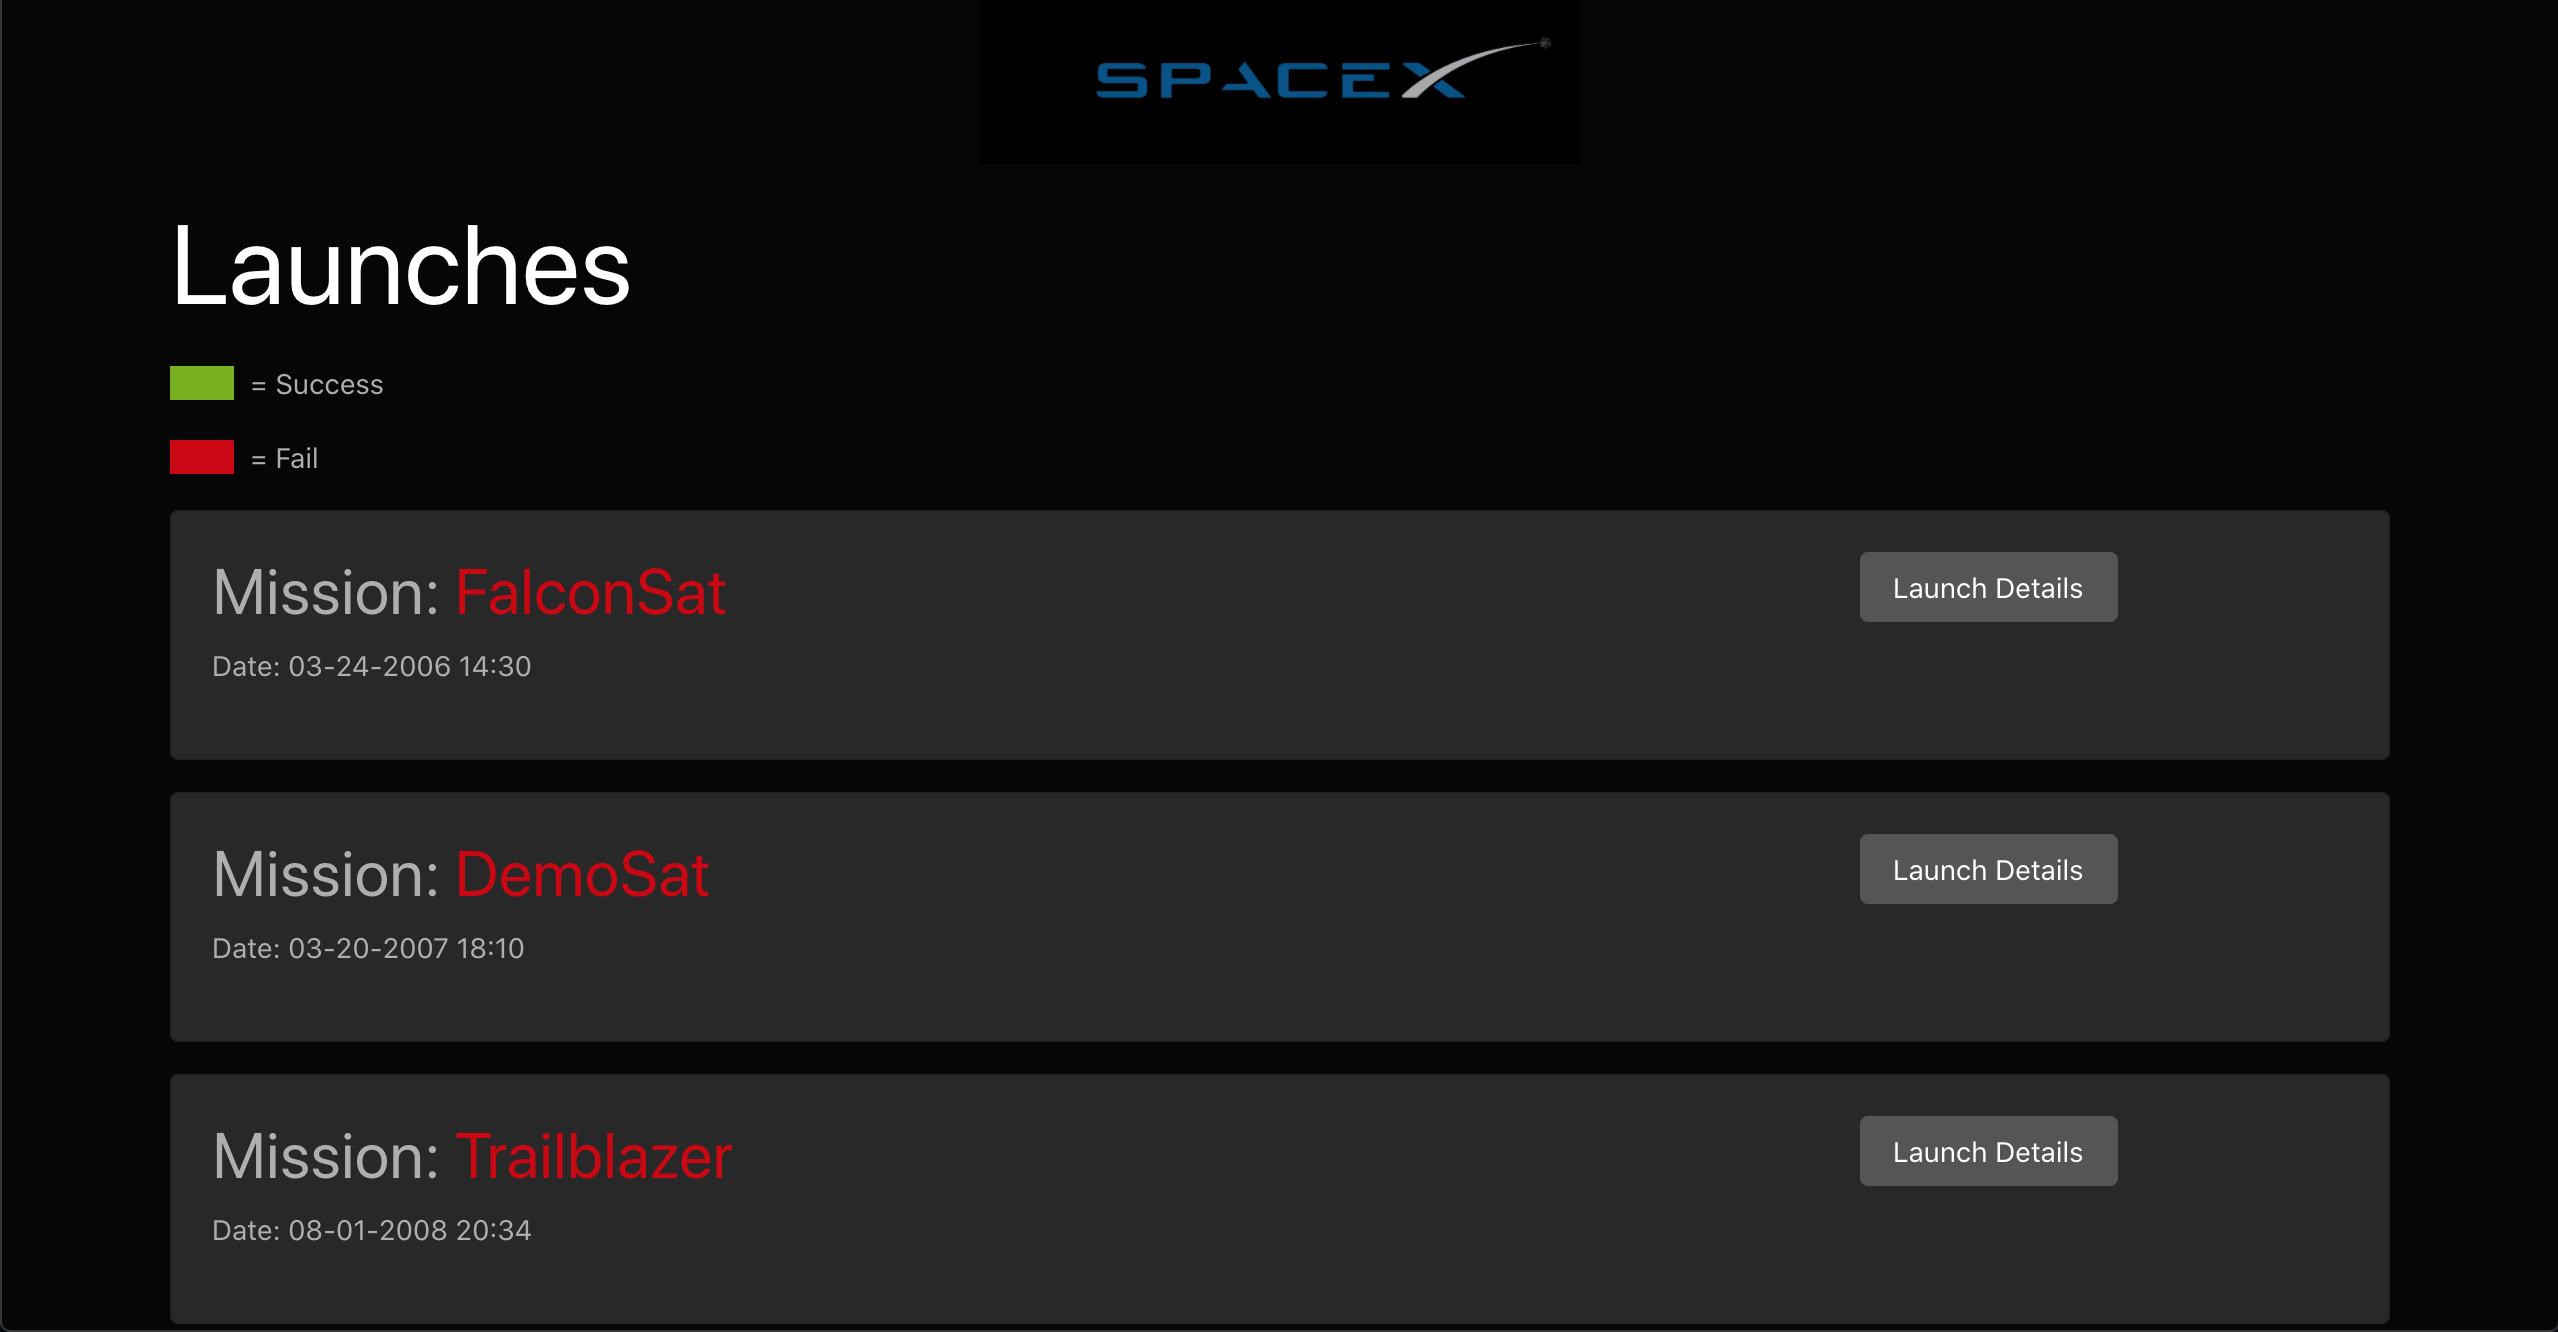 SPACEX
Launches
= Success
= Fail
Mission: FalconSat
Launch Details
Date: 03-24-2006 14:30
Mission: DemoSat
Launch Details
Date: 03-20-2007 18:10
Mission: Trailblazer
Launch Details
Date: 08-01-2008 20:34